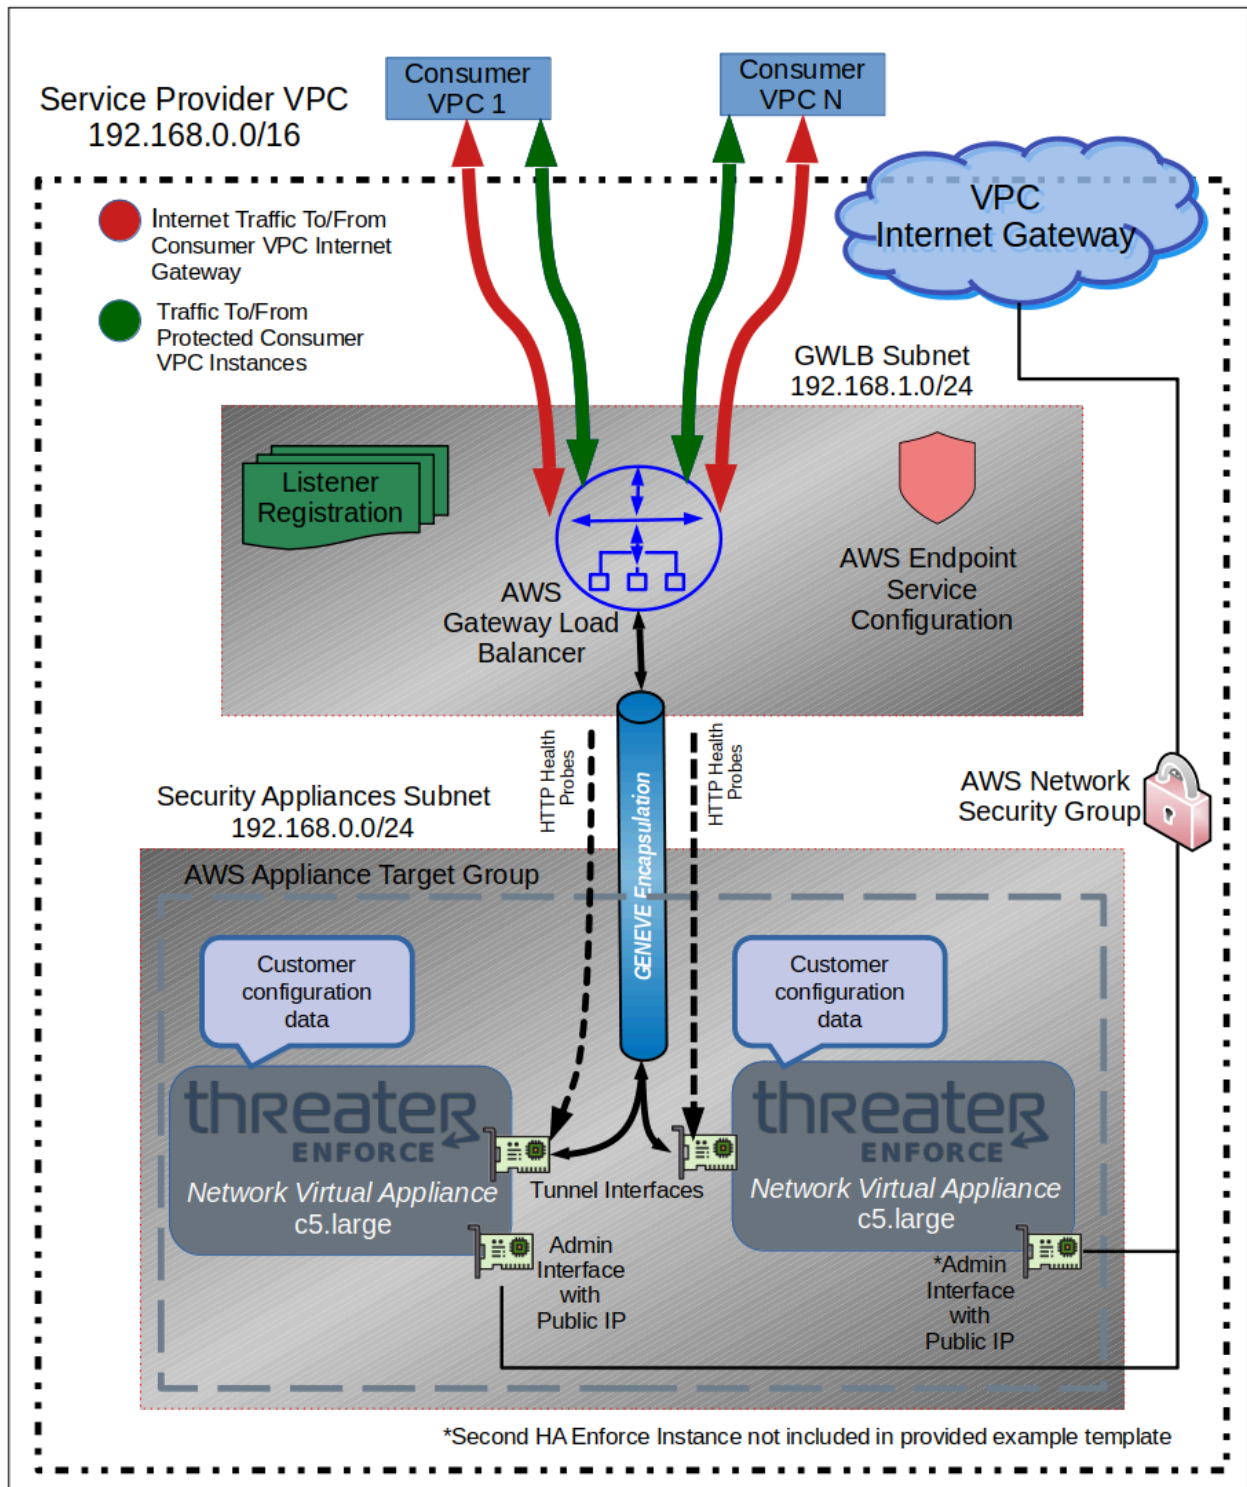 Consumer
VPC 1
Consumer
VPC N
Service Provider VPC
192.168.0.0/16
VPC
Internet Gateway
Internet Traffic To/From
Consumer VPC Internet
Gateway
Traffic To/From
Protected Consumer
VPC Instances
GWLB Subnet
192.168.1.0/24
Listener
Registration
AWS
Gateway Load
Balancer
AWS Endpoint
Service
Configuration
HTTP Health
Probes
HTTP Health
Probes
GENEVE Encapsulation
Security Appliances Subnet
192.168.0.0/24
AWS Network
Security Group
AWS Appliance Target Group
Customer
configuration
data
Customer
configuration
data
thReateR
ENFORCE
Network Virtual Appliance
c5.large
thReateR
ENFORCE
Network Virtual Appliance
c5.large
Tunnel Interfaces
Admin
Interface
with
Public IP
*Admin
Interface
with
Public IP
*Second HA Enforce Instance not included in provided example template